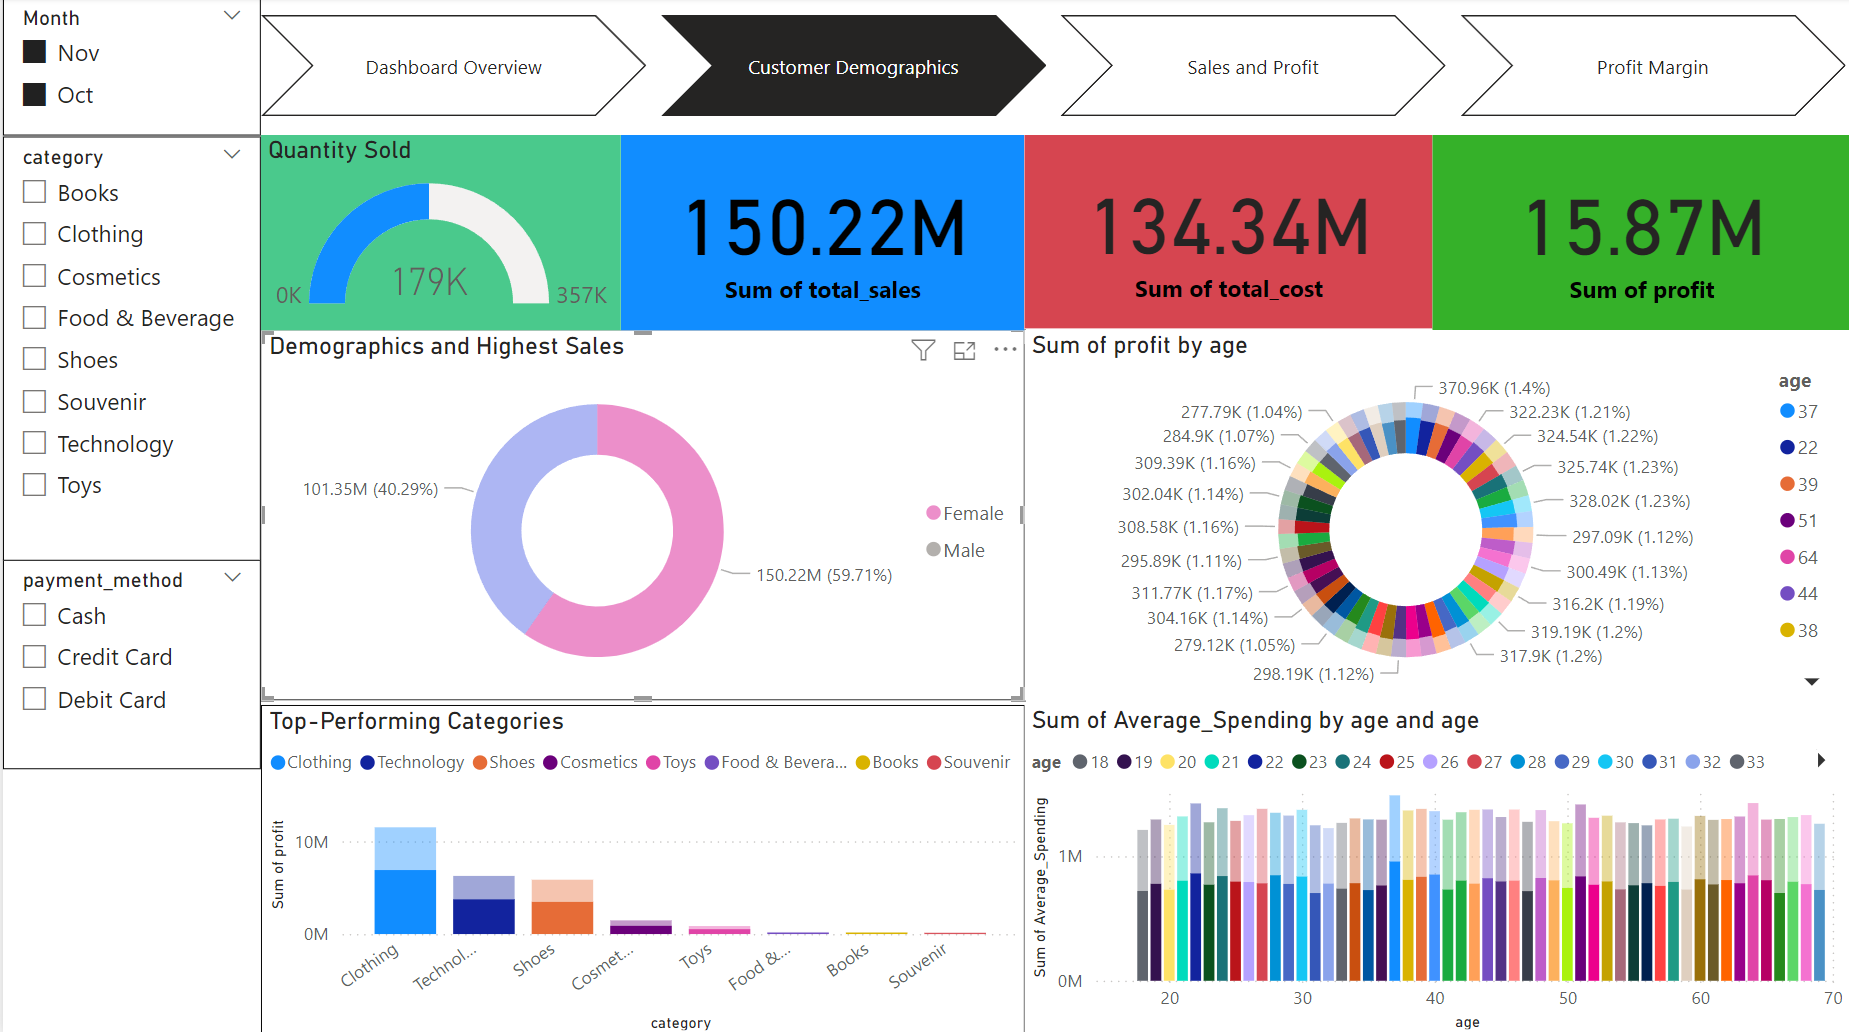 Month
Nov
Oct
category
Books
Clothing
Cosmetics
Food & Beverage
Shoes
Souvenir
Technology
Toys
payment_method
Cash
Credit Card
Debit Card
Dashboard Overview
Customer Demographics
Sales and Profit
Profit Margin
Quantity Sold
0K
179K
357K
150.22M
Sum of total_sales
134.34M
Sum of total_cost
15.87M
Sum of profit
Demographics and Highest Sales
101.35M (40.29%)
150.22M (59.71%)
Female
Male
Sum of profit by age
370.96K (1.4%)
277.79K (1.04%)
322.23K (1.21%)
284.9K (1.07%)
324.54K (1.22%)
309.39K (1.16%)
325.74K (1.23%)
302.04K (1.14%)
328.02K (1.23%)
308.58K (1.16%)
297.09K (1.12%)
295.89K (1.11%)
300.49K (1.13%)
311.77K (1.17%)
316.2K (1.19%)
304.16K (1.14%)
319.19K (1.2%)
279.12K (1.05%)
317.9K (1.2%)
298.19K (1.12%)
age
37
22
39
51
64
44
38
Top-Performing Categories
Clothing Technology Shoes Cosmetics Toys Food & Bevera... Books Souvenir
Sum of profit
10M
0M
Clothing
Technol...
Shoes
Cosmet...
Toys
Food &...
Books
Souvenir
category
Sum of Average_Spending by age and age
age 18 19 20 21 22 23 24 25 26 27 28 29 30 31 32 33
Sum of Average_Spending
1M
0M
20 30 40 50 60 70
age